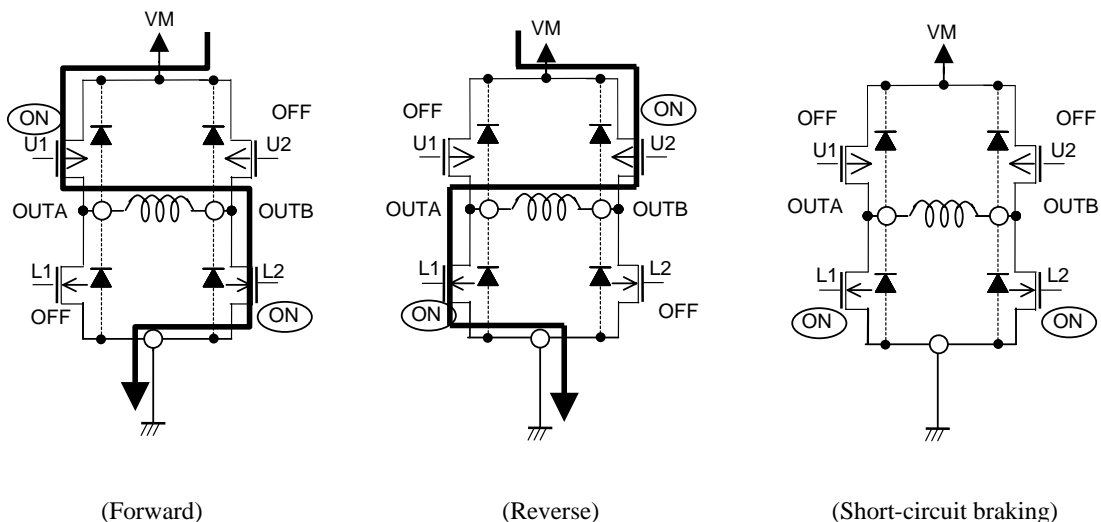 VM
ON
OFF
U1
U2
OUTA
OUTB
L1
L2
OFF
ON
(Forward)
VM
OFF
ON
U1
U2
OUTA
OUTB
L1
L2
ON
OFF
(Reverse)
VM
OFF
OFF
U1
U2
OUTA
OUTB
L1
L2
ON
ON
(Short-circuit braking)